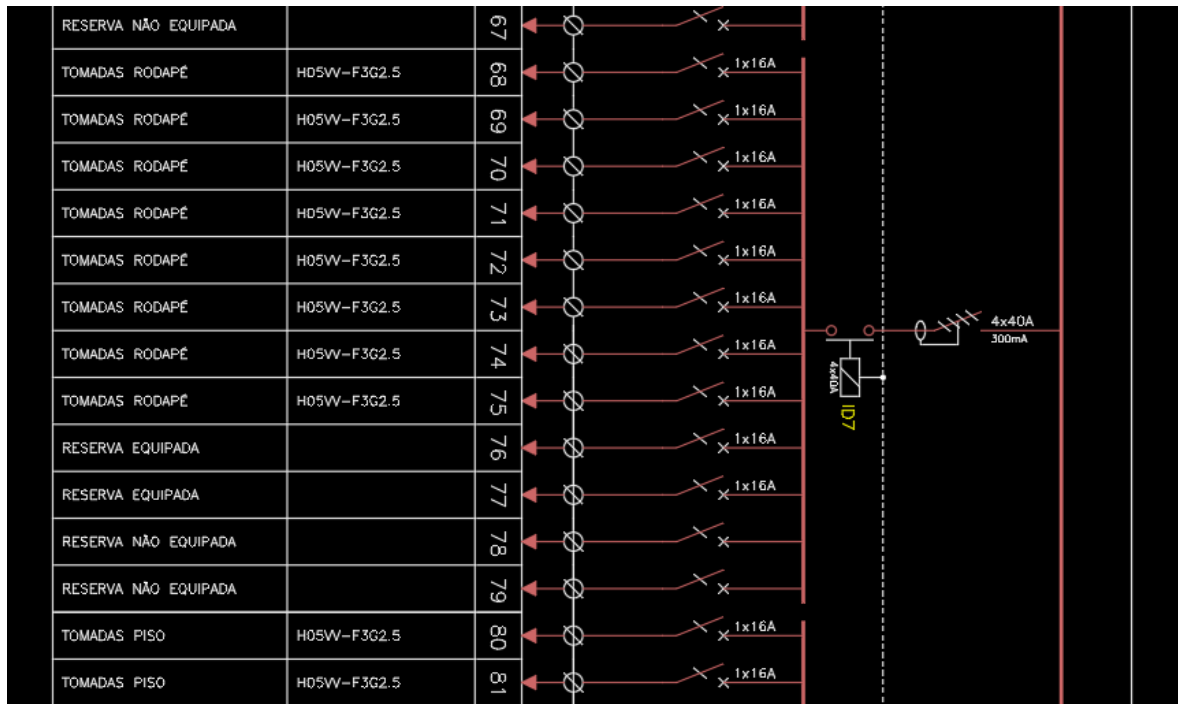 RESERVA NÃO EQUIPADA 67
TOMADAS RODAPÉ H05VV-F3G2.5 68 1x16A
TOMADAS RODAPÉ H05VV-F3G2.5 69 1x16A
TOMADAS RODAPÉ H05VV-F3G2.5 70 1x16A
TOMADAS RODAPÉ H05VV-F3G2.5 71 1x16A
TOMADAS RODAPÉ H05VV-F3G2.5 72 1x16A
TOMADAS RODAPÉ H05VV-F3G2.5 73 1x16A
4x40A
300mA
TOMADAS RODAPÉ H05VV-F3G2.5 74 1x16A
4x40A
TOMADAS RODAPÉ H05VV-F3G2.5 75 1x16A
ID7
RESERVA EQUIPADA 76 1x16A
RESERVA EQUIPADA 77 1x16A
RESERVA NÃO EQUIPADA 78
RESERVA NÃO EQUIPADA 79
TOMADAS PISO H05VV-F3G2.5 80 1x16A
TOMADAS PISO H05VV-F3G2.5 81 1x16A